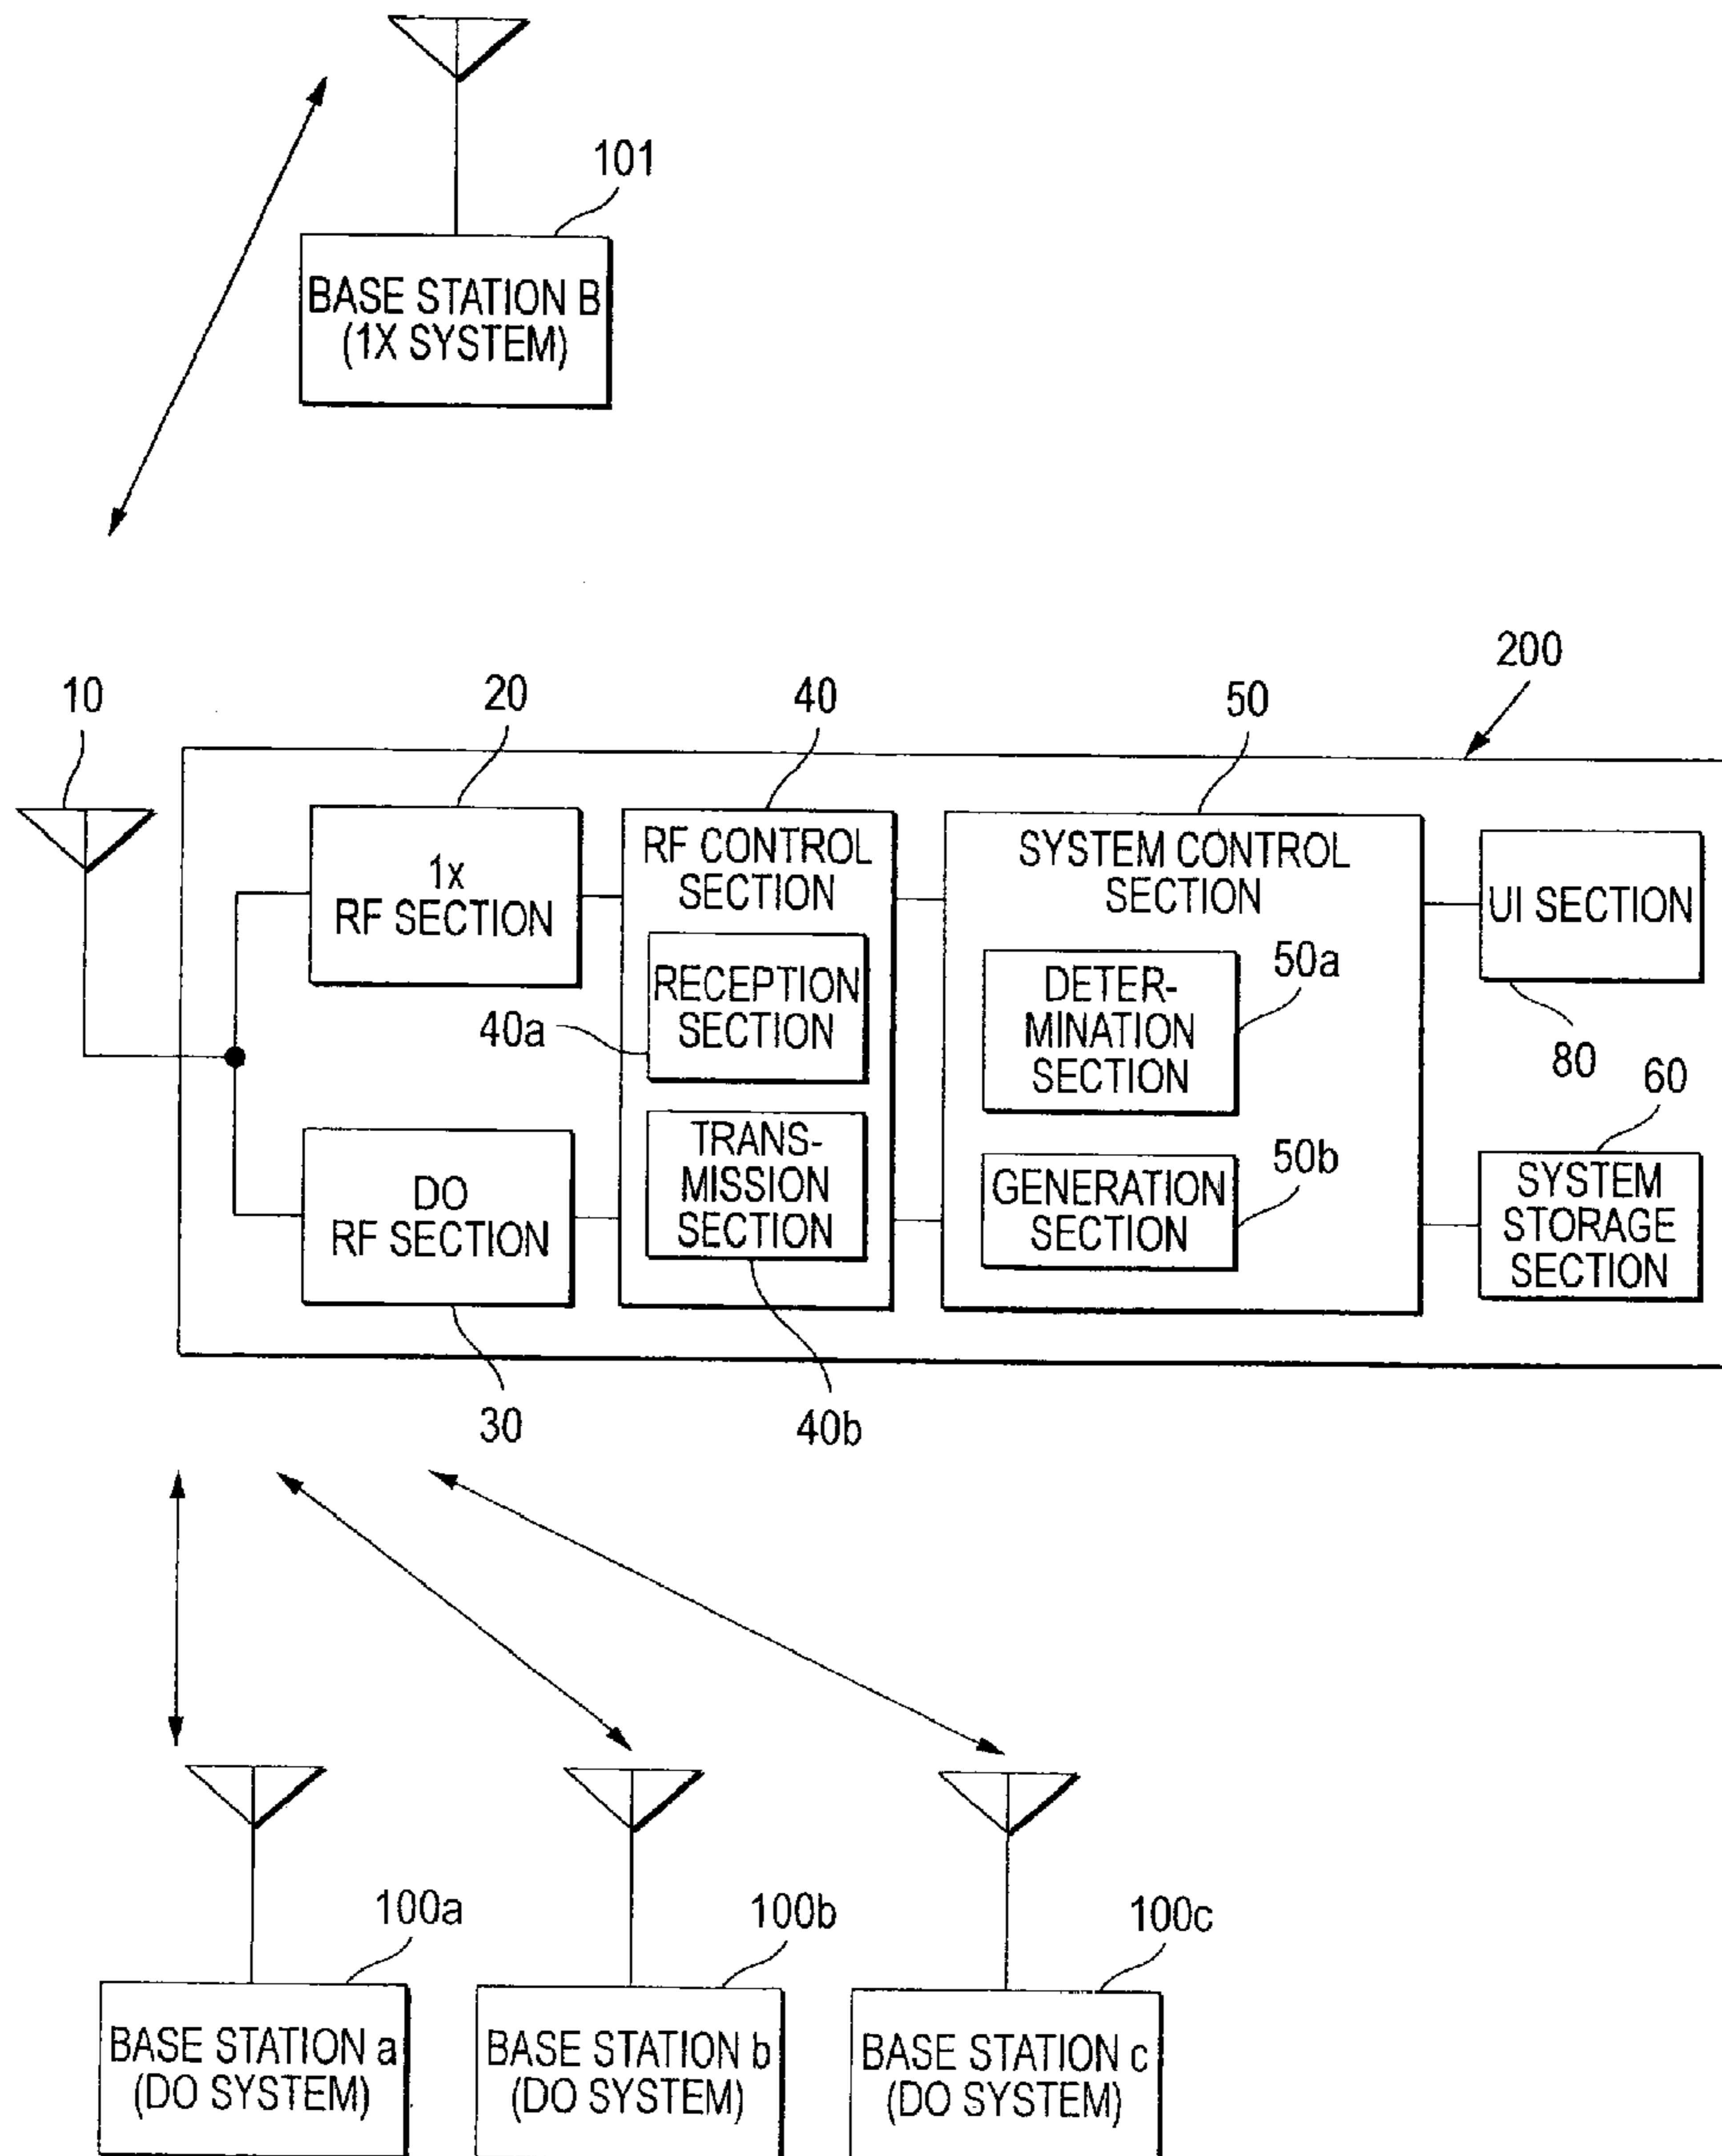 101
BASE STATION B
(1X SYSTEM)
200
10
20
40
50
1x
RF SECTION
RF CONTROL
SECTION
SYSTEM CONTROL
SECTION
UI SECTION
RECEPTION
SECTION
40a
DETER-
MINATION
SECTION
50a
80
60
DO
RF SECTION
TRANS-
MISSION
SECTION
GENERATION
SECTION
50b
SYSTEM
STORAGE
SECTION
30
40b
100a
100b
100c
BASE STATION a
(DO SYSTEM)
BASE STATION b
(DO SYSTEM)
BASE STATION c
(DO SYSTEM)